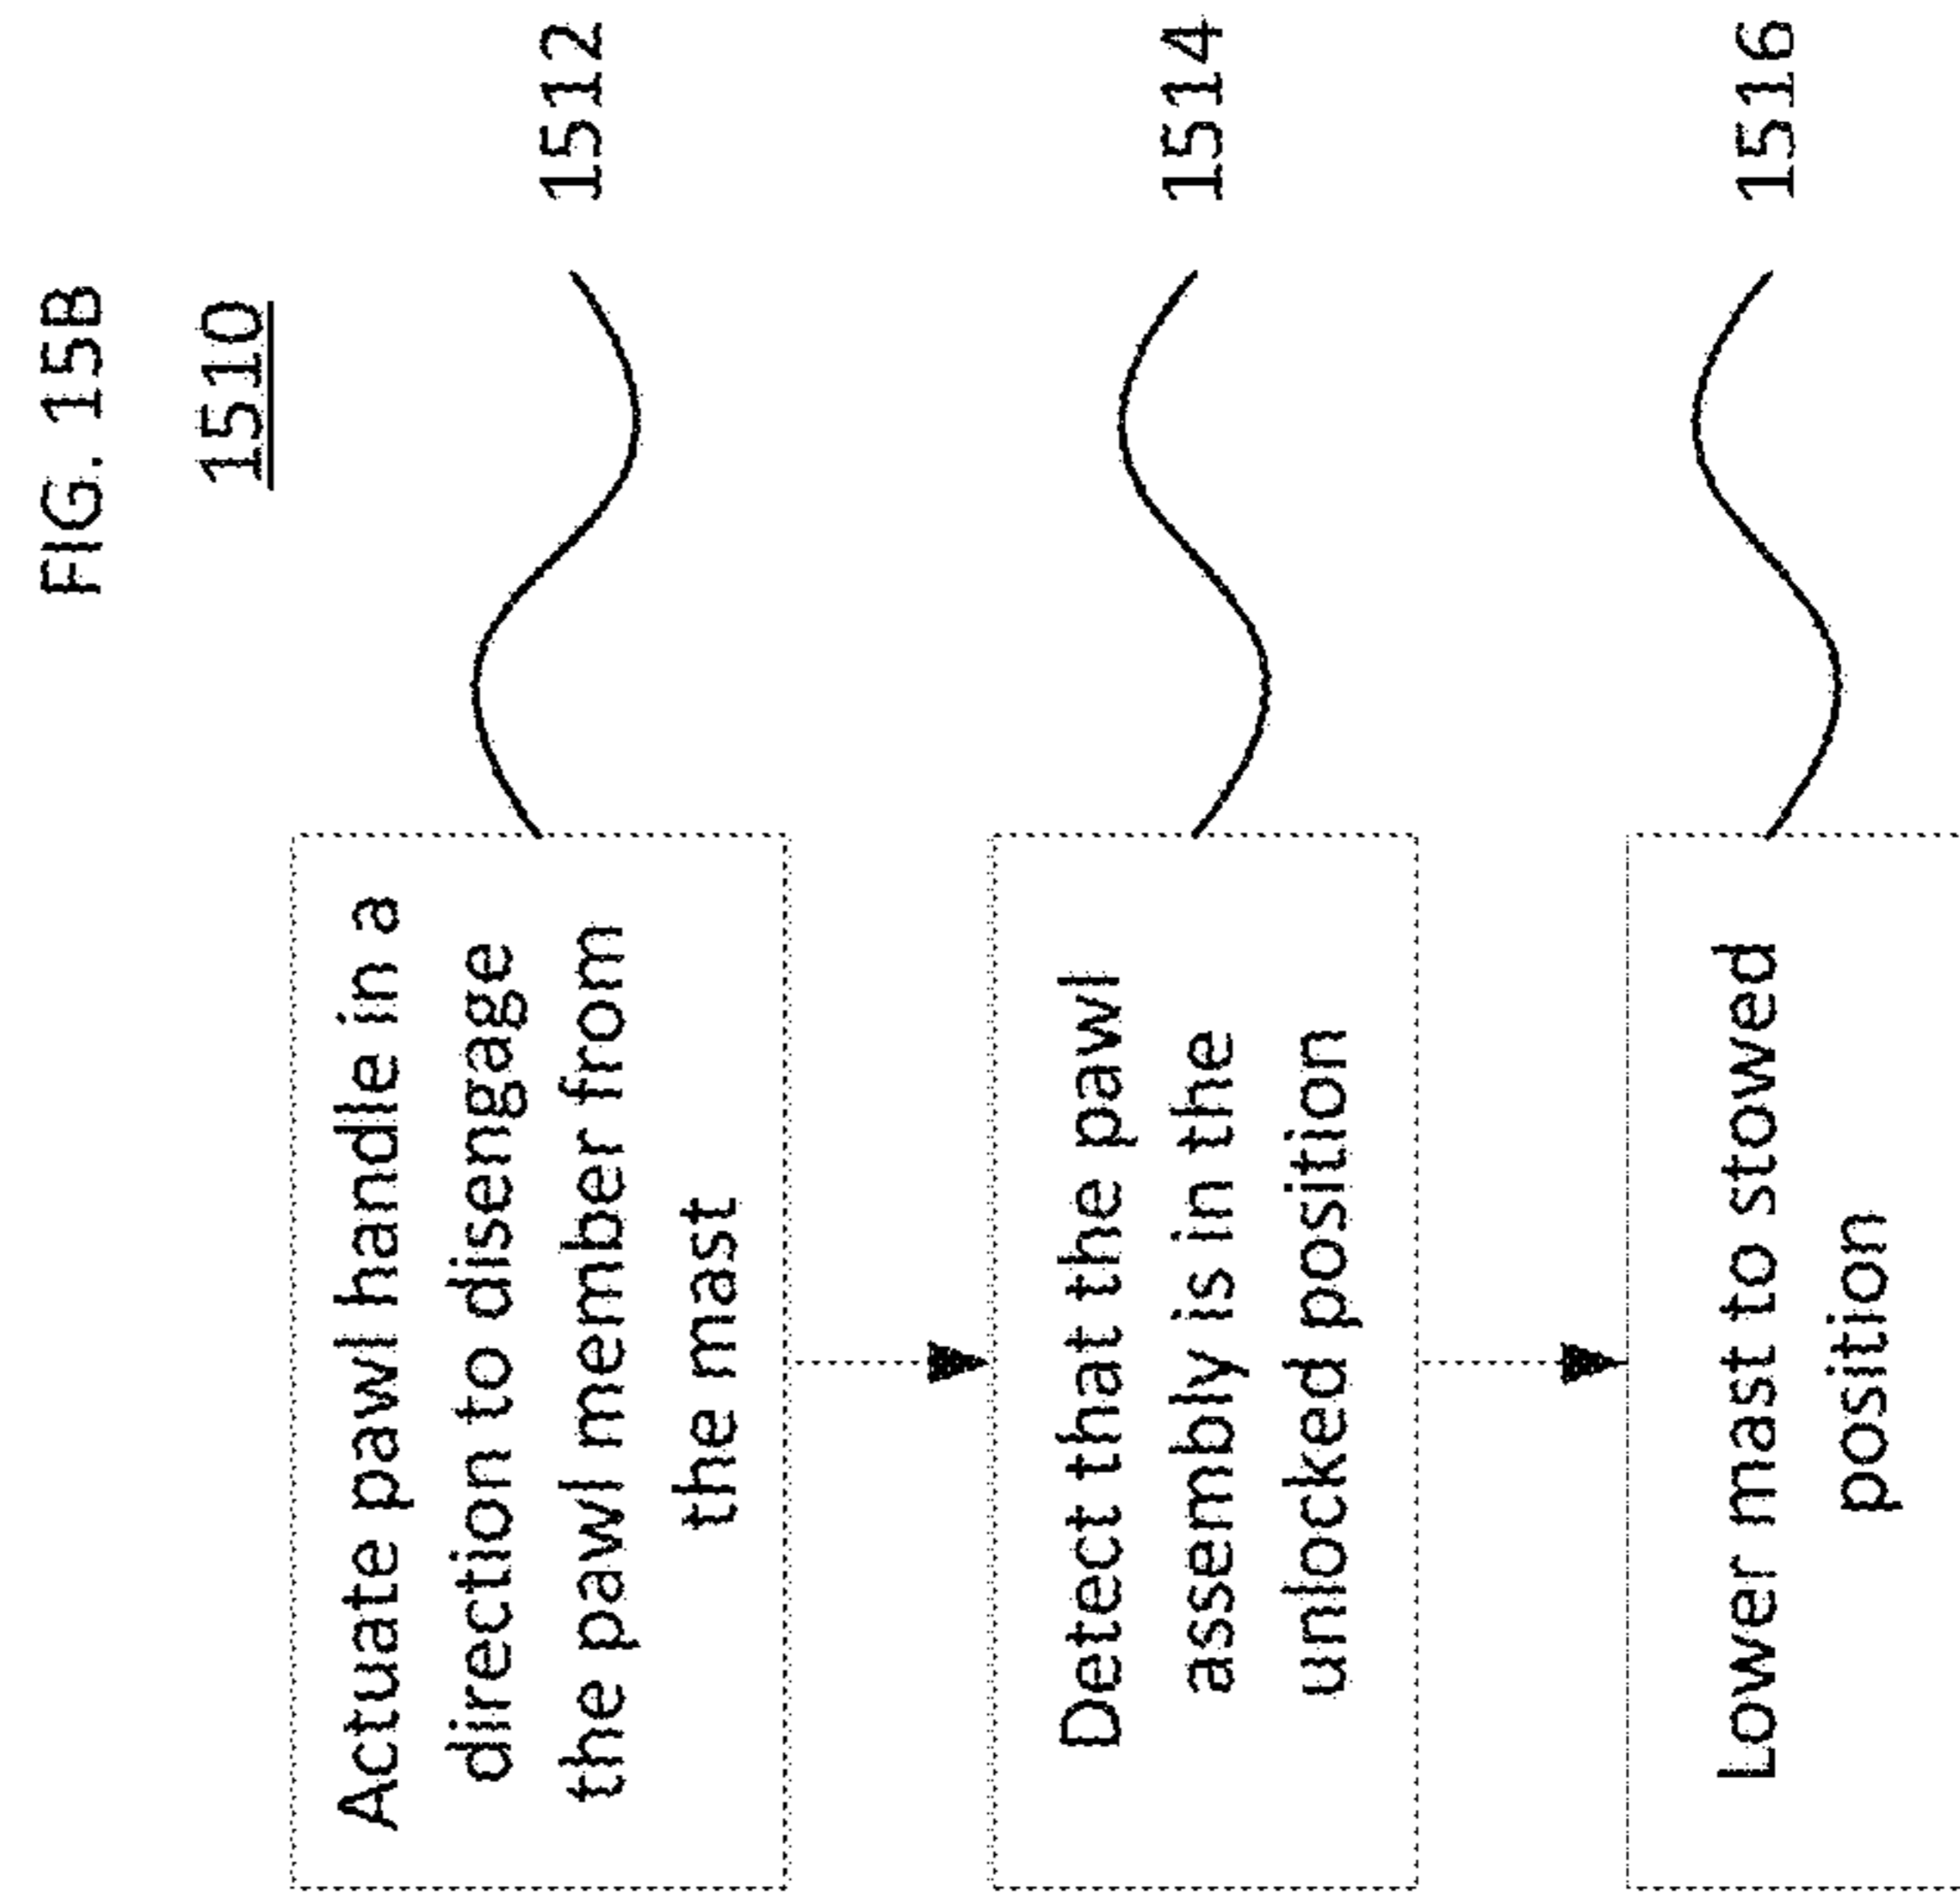 FIG. 15B
1510
Actuate pawl handle in a
direction to disengage
the pawl member from
the mast
1512
Detect that the pawl
assembly is in the
unlocked position
1514
Lower mast to stowed
position
1516